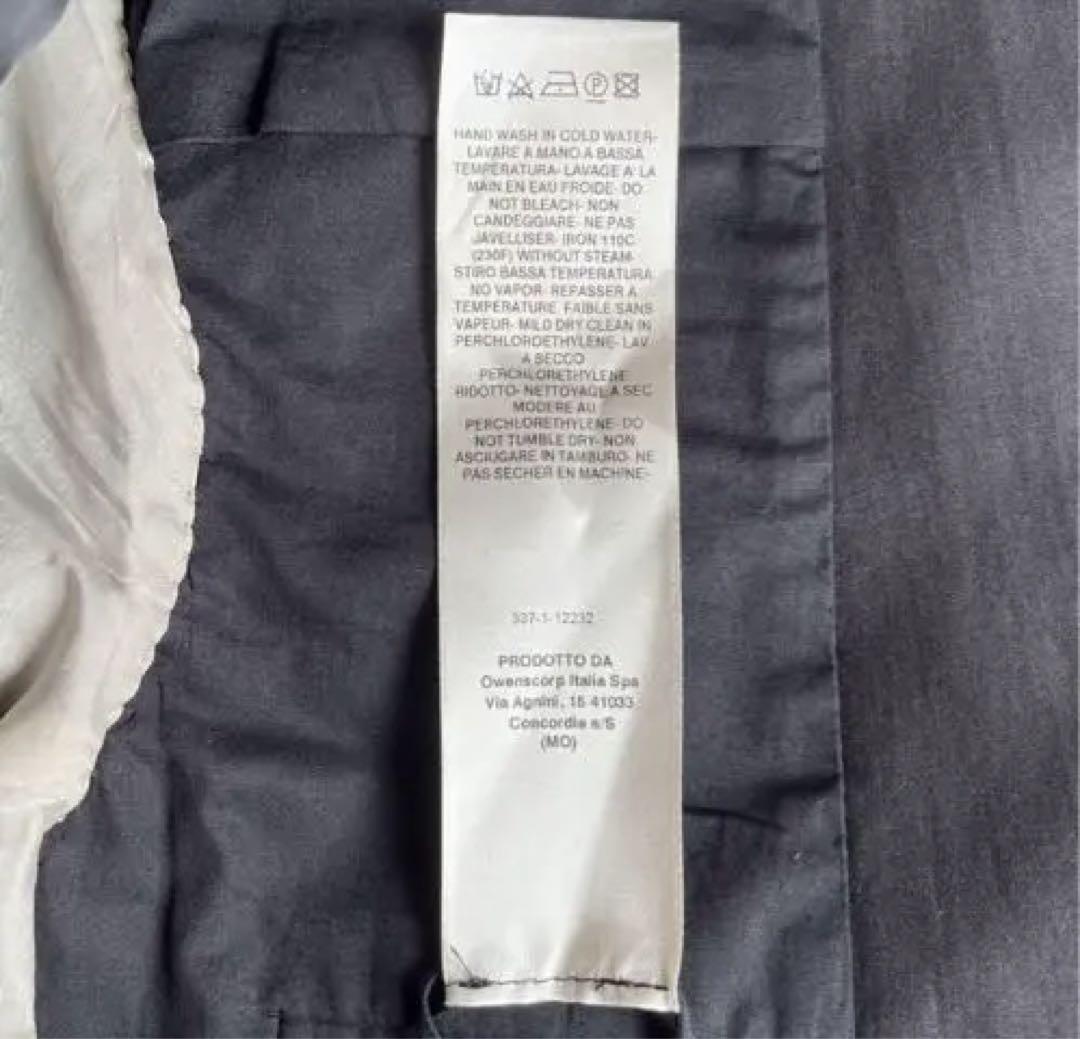 HAND WASH IN COLD WATER-
LAVARE A MANO A BASSA
TEMPERATURA- LAVAGE A' LA
MAIN EN EAU FROIDE- DO
NOT BLEACH- NON
CANDEGGIARE- NE PAS
JAVELLISER- IRON 110C
(230F) WITHOUT STEAM-
STIRO BASSA TEMPERATURA
NO VAPOR- REPASSER A
TEMPERATURE FAIBLE SANS
VAPEUR- MILD DRY CLEAN IN
PERCHLOROETHYLENE- LAV
A SECCO
PERCHLORETHYLENE
RIDOTTO- NETTOYAGE A SEC
MODERE AU
PERCHLORETHYLENE- DO
NOT TUMBLE DRY- NON
ASCIUGARE IN TAMBURO- NE
PAS SECHER EN MACHINE-
337-1-12232
PRODOTTO DA
Owenscorp Italia Spa
Via Agnini, 15 41033
Concordia s/S
(MO)